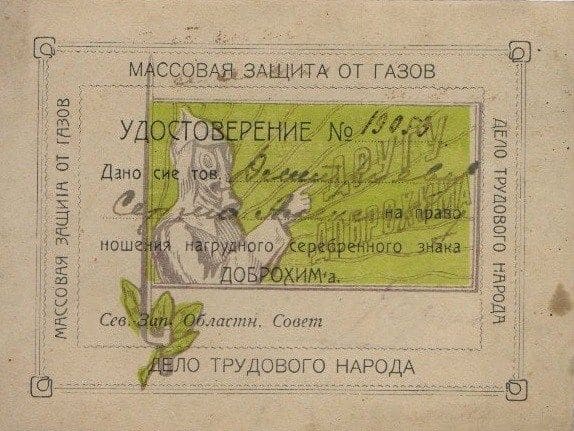 МАССОВАЯ ЗАЩИТА ОТ ГАЗОВ
МАССОВАЯ ЗАЩИТА ОТ ГАЗОВ
ДЕЛО ТРУДОВОГО НАРОДА
УДОСТОВЕРЕНИЕ №
ДРУГУ
ДОБРОХИМА
Дано сие тов.
на право
ношения нагрудного серебренного знака
ДОБРОХИМ'а.
Сев. Зап. Областн. Совет
ДЕЛО ТРУДОВОГО НАРОДА